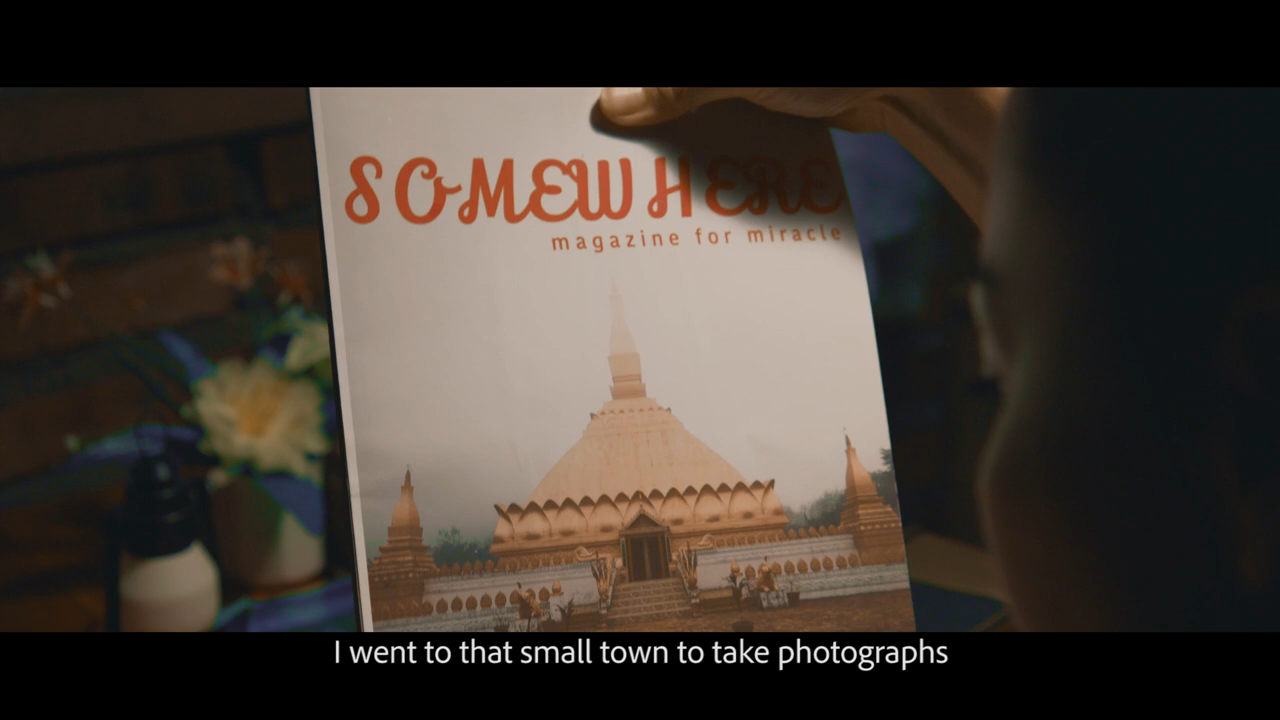 SOMEWHERE
magazine for miracle
I went to that small town to take photographs